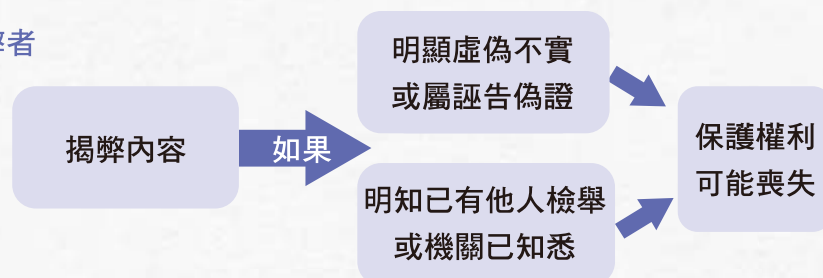 者
揭弊內容
如果
明顯虛偽不實
或屬誣告偽證
明知已有他人檢舉
或機關已知悉
保護權利
可能喪失